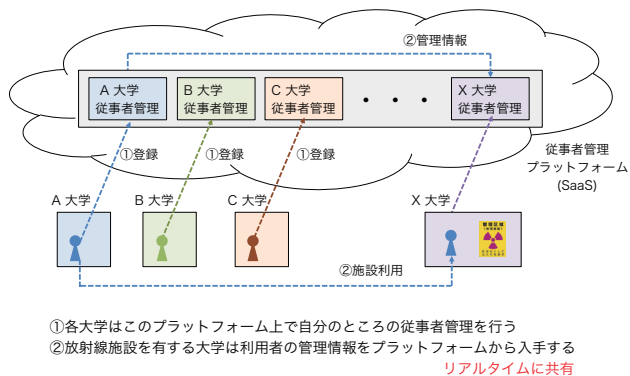 ②管理情報
A 大学
従事者管理
B 大学
従事者管理
C 大学
従事者管理
・・・
X 大学
従事者管理
①登録
①登録
①登録
従事者管理
プラットフォーム
(SaaS)
A 大学
B 大学
C 大学
X 大学
管理区域
②施設利用
①各大学はこのプラットフォーム上で自分のところの従事者管理を行う
②放射線施設を有する大学は利用者の管理情報をプラットフォームから入手する
リアルタイムに共有